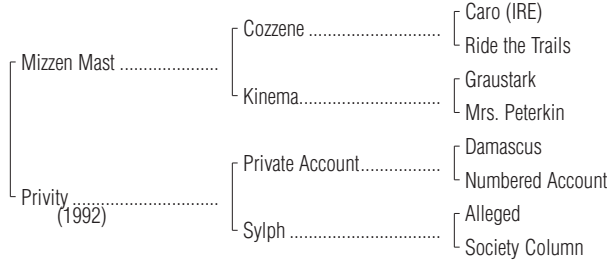 Caro (IRE)
Cozzene ..............................
Ride the Trails
Mizzen Mast ......................
Graustark
Kinema................................
Mrs. Peterkin
Damascus
Private Account..................
Numbered Account
Privity .................................
(1992)
Alleged
Sylph ..................................
Society Column